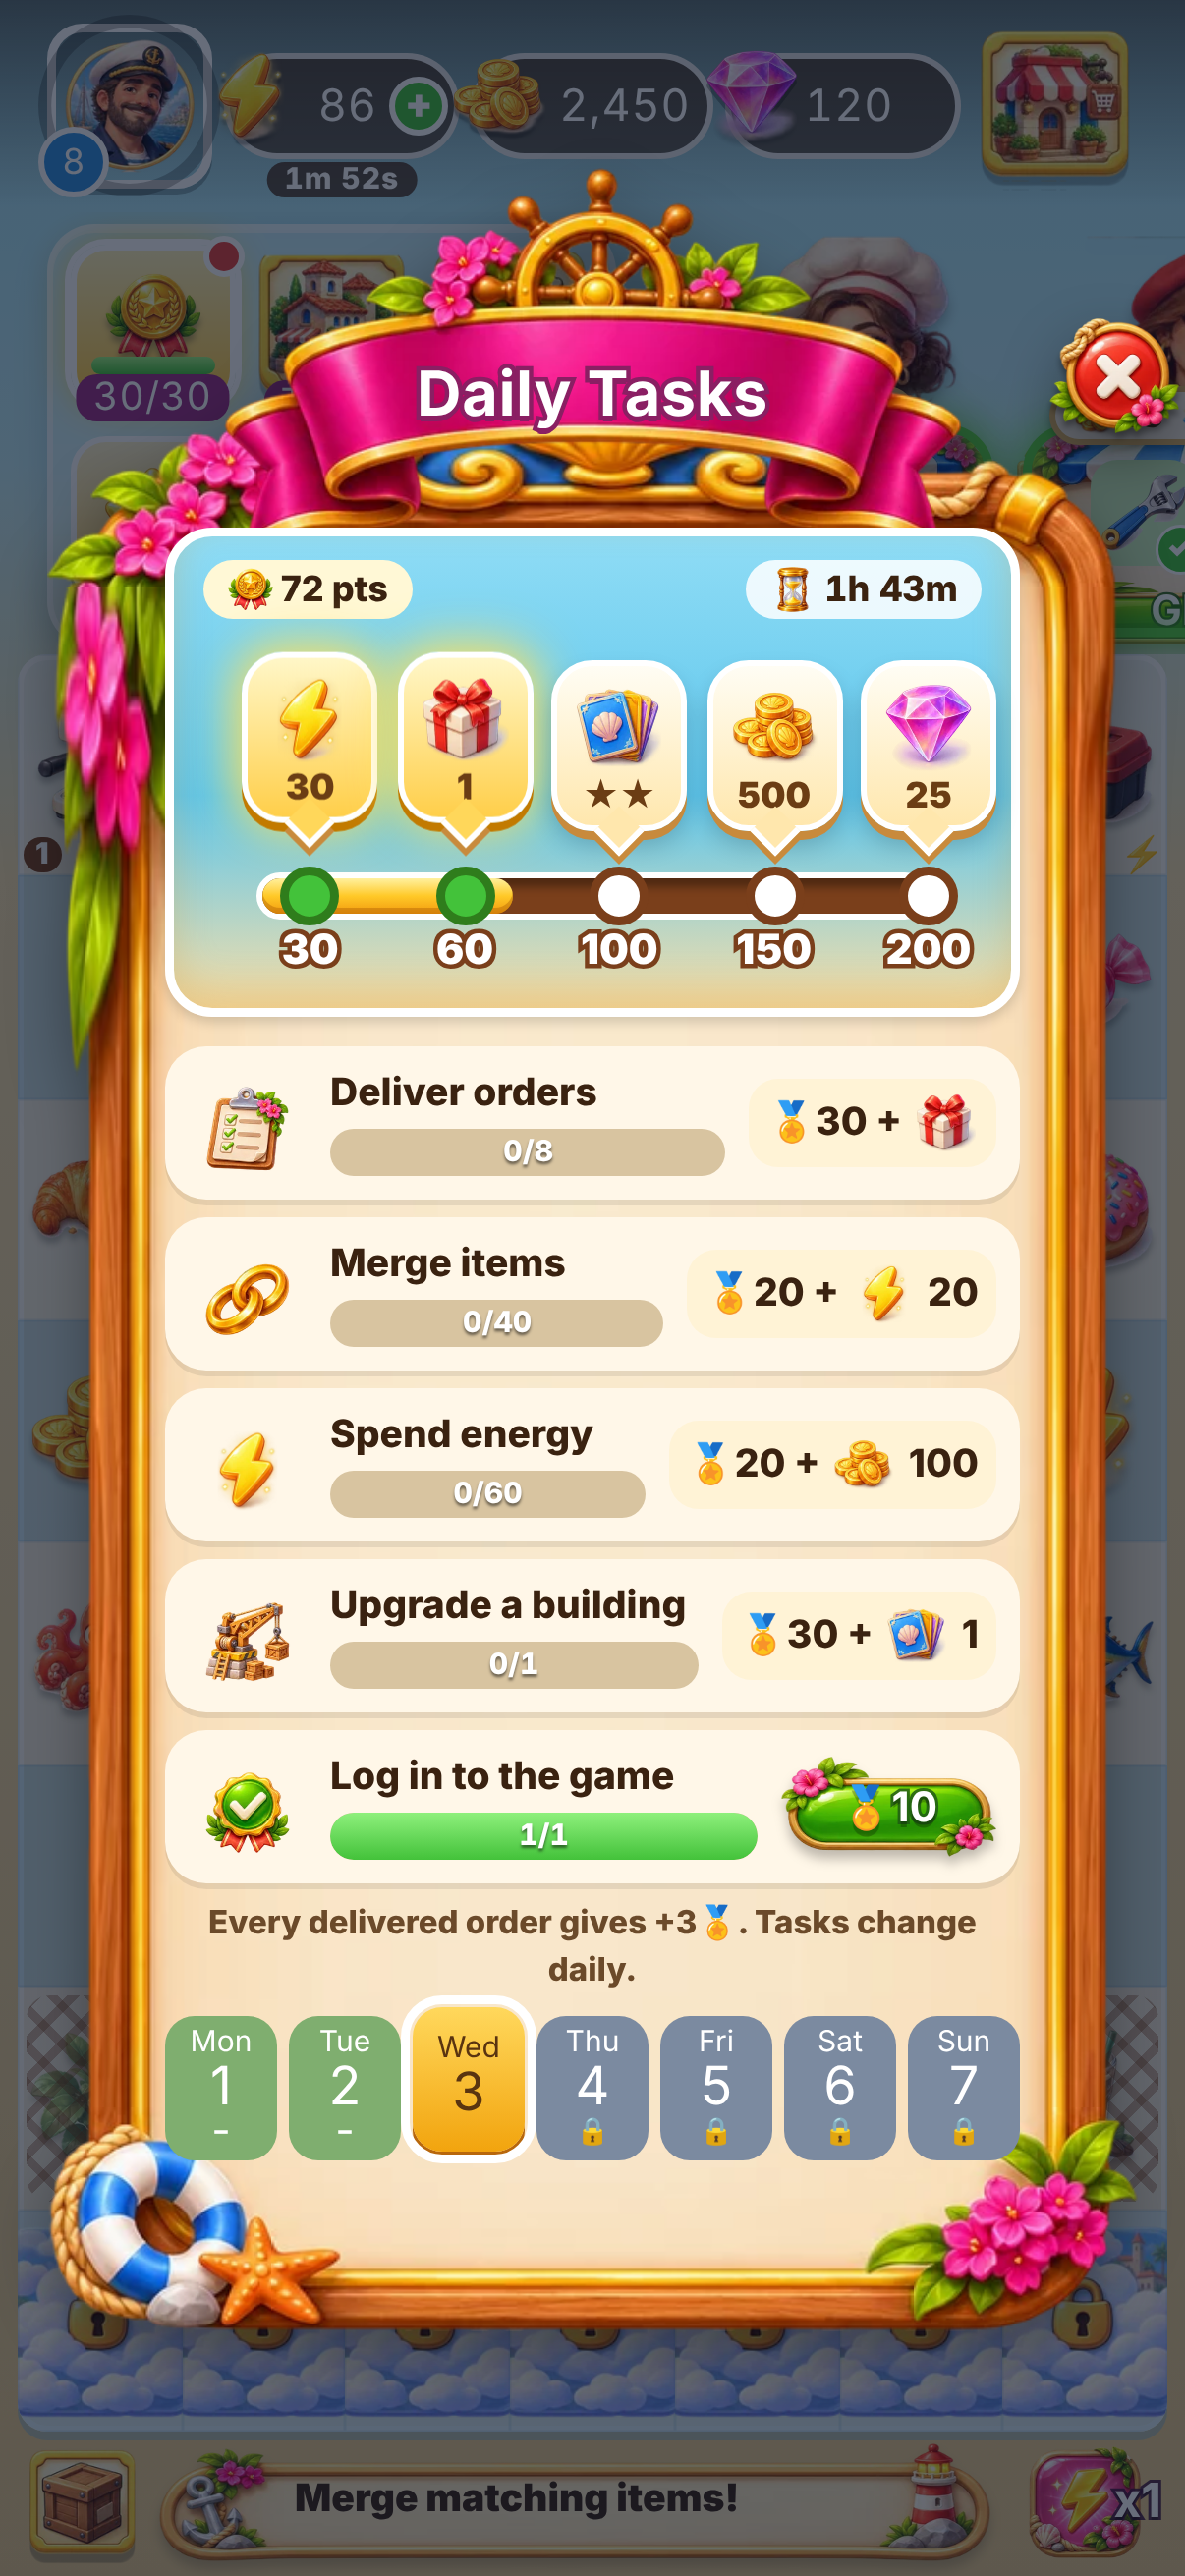 86
2,450
120
8
1m 52s
30/30
Daily Tasks
72 pts
1h 43m
30
1
★★
500
25
1
30
60
100
150
200
Deliver orders
0/8
30 +
Merge items
0/40
20 + 20
Spend energy
0/60
20 + 100
Upgrade a building
0/1
30 + 1
Log in to the game
1/1
10
Every delivered order gives +3. Tasks change
daily.
Mon
1
-
Tue
2
-
Wed
3
Thu
4
Fri
5
Sat
6
Sun
7
Merge matching items!
x1